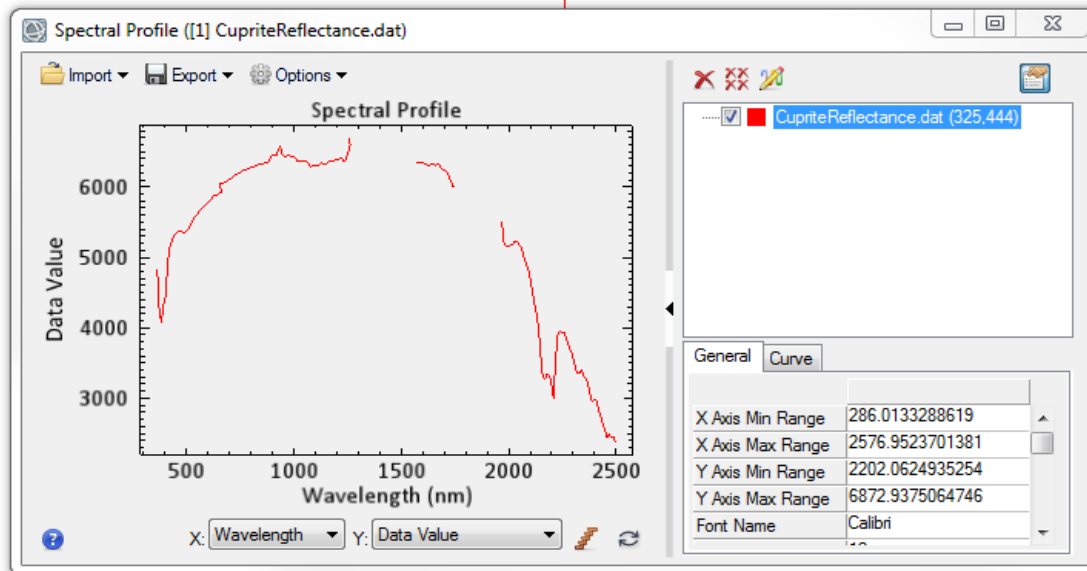 Spectral Profile ([1] CupriteReflectance.dat)
Import Export Options
Spectral Profile
6000
5000
4000
3000
Data Value
500 1000 1500 2000 2500
Wavelength (nm)
X: Wavelength Y: Data Value
CupriteReflectance.dat (325,444)
General Curve
X Axis Min Range 286.0133288619
X Axis Max Range 2576.9523701381
Y Axis Min Range 2202.0624935254
Y Axis Max Range 6872.9375064746
Font Name Calibri